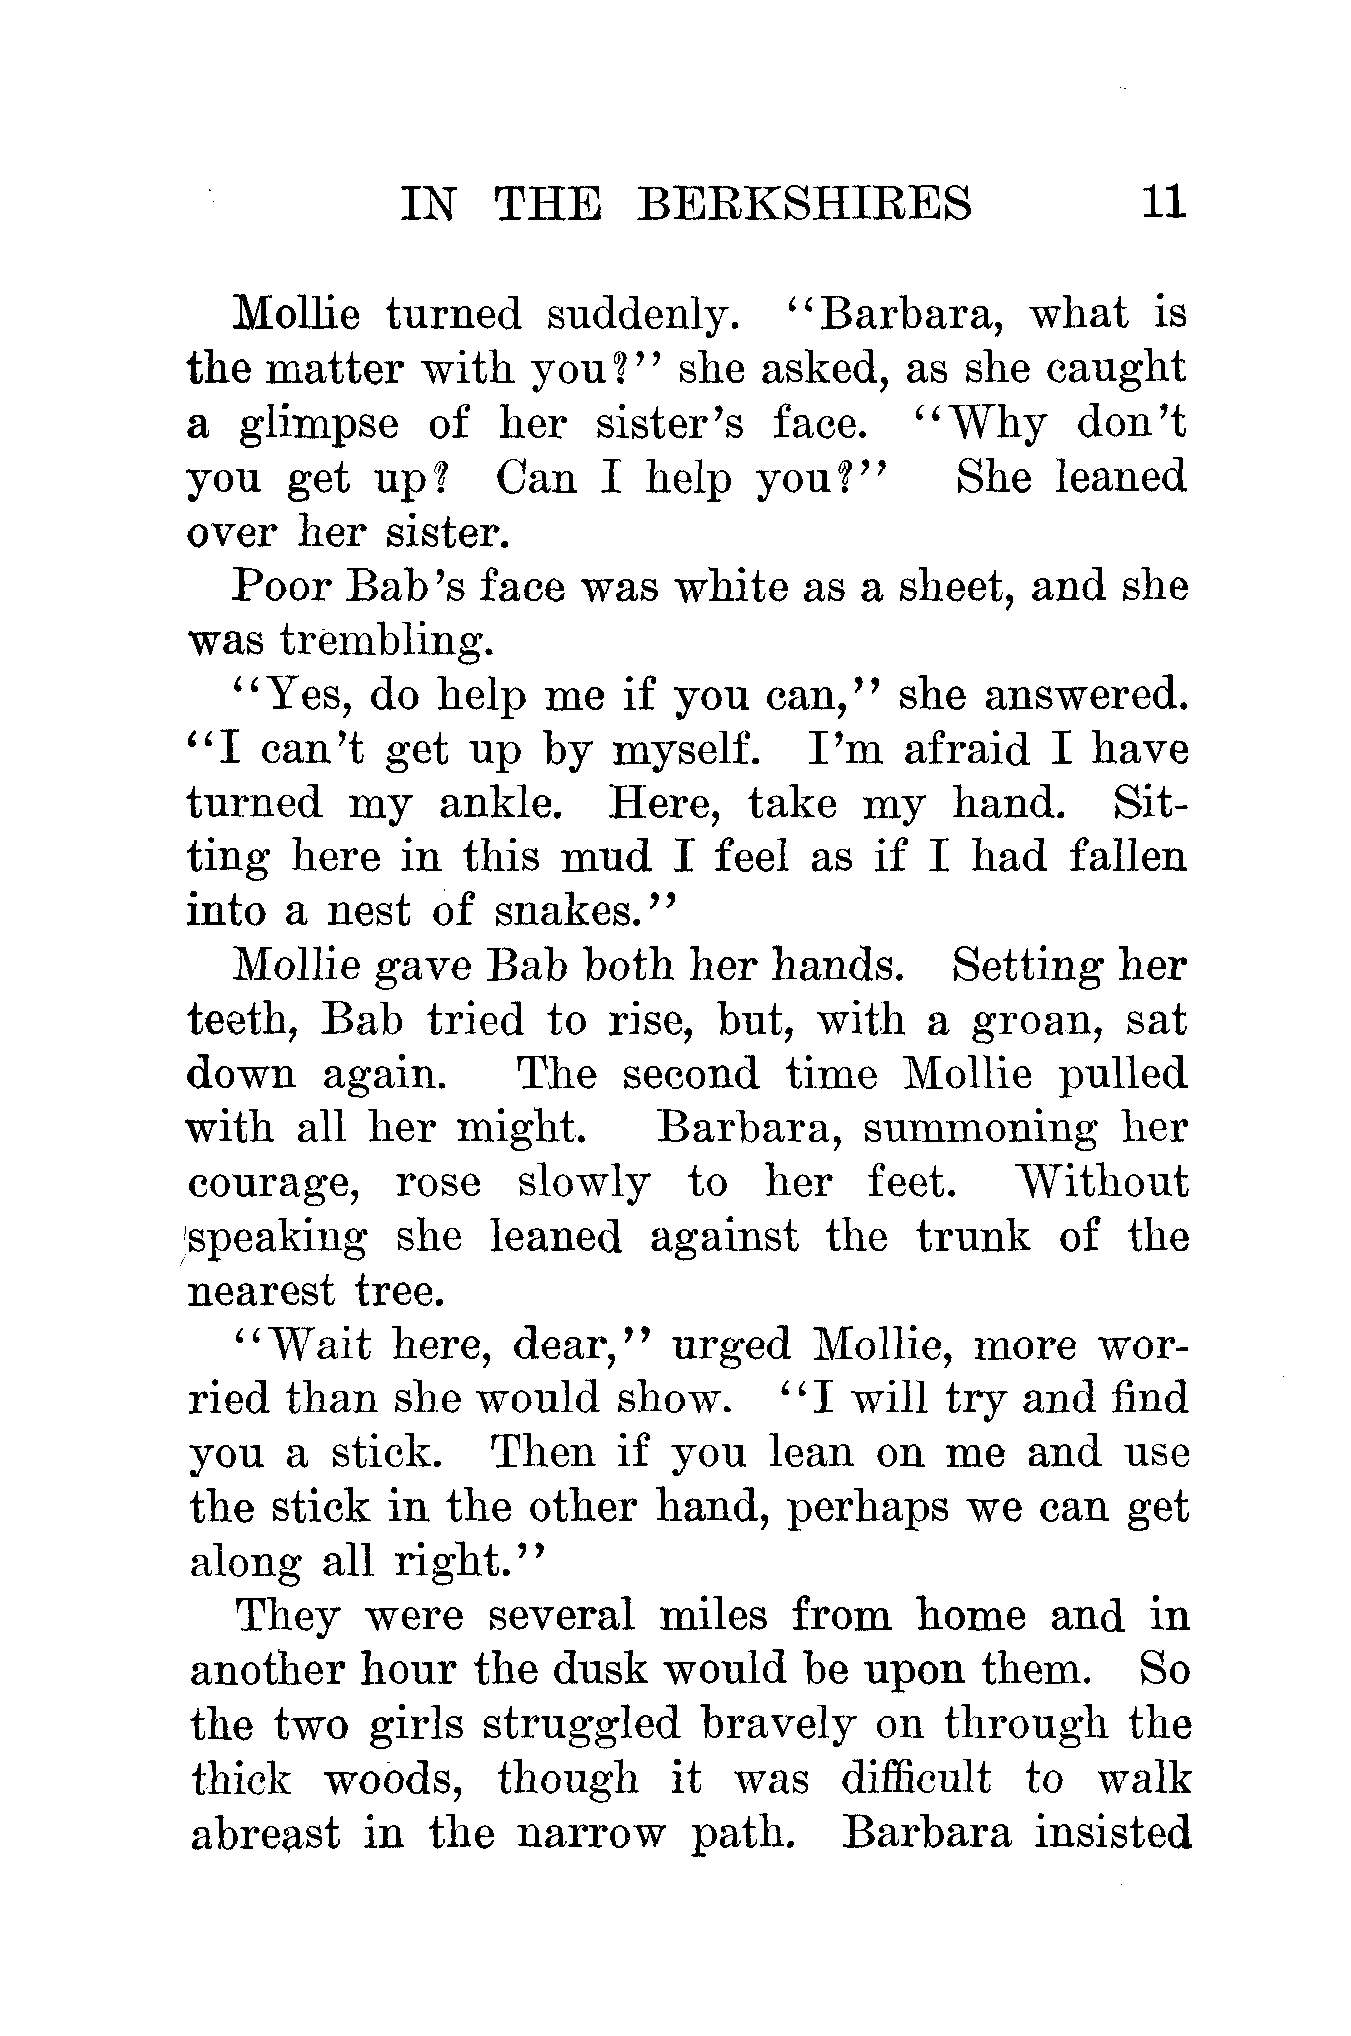 IN THE BERKSHIRES 11
Mollie turned suddenly. "Barbara, what is
the matter with you?" she asked, as she caught
a glimpse of her sister's face. "Why don't
you get up? Can I help you?" She leaned
over her sister.
Poor Bab's face was white as a sheet, and she
was trembling.
"Yes, do help me if you can," she answered.
"I can't get up by myself. I'm afraid I have
turned my ankle. Here, take my hand. Sit-
ting here in this mud I feel as if I had fallen
into a nest of snakes."
Mollie gave Bab both her hands. Setting her
teeth, Bab tried to rise, but, with a groan, sat
down again. The second time Mollie pulled
with all her might. Barbara, summoning her
courage, rose slowly to her feet. Without
speaking she leaned against the trunk of the
nearest tree.
"Wait here, dear," urged Mollie, more wor-
ried than she would show. "I will try and find
you a stick. Then if you lean on me and use
the stick in the other hand, perhaps we can get
along all right."
They were several miles from home and in
another hour the dusk would be upon them. So
the two girls struggled bravely on through the
thick woods, though it was difficult to walk
abreast in the narrow path. Barbara insisted